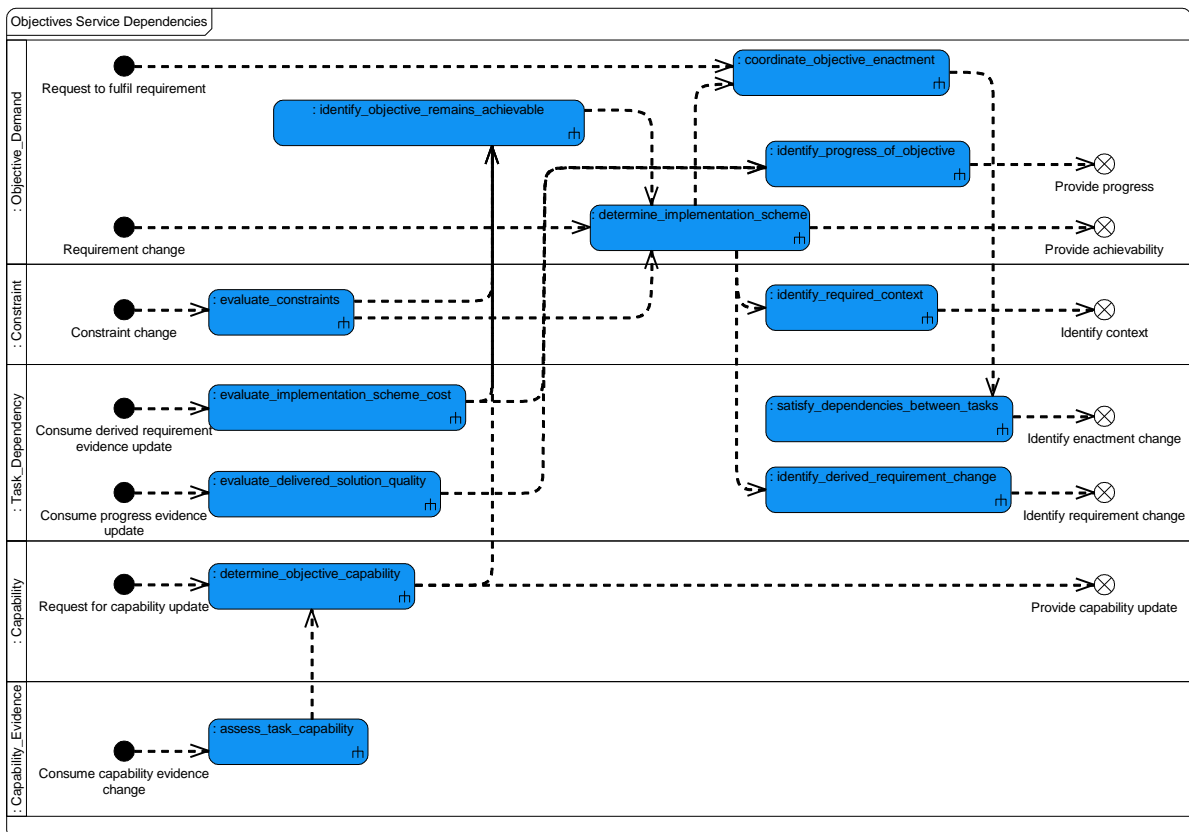 Objectives Service Dependencies
: Objective_Demand
Request to fulfil requirement
: coordinate_objective_enactment
: identify_objective_remains_achievable
: identify_progress_of_objective
Provide progress
: determine_implementation_scheme
Requirement change
Provide achievability
: Constraint
: evaluate_constraints
Constraint change
: identify_required_context
Identify context
: Task_Dependency
: evaluate_implementation_scheme_cost
Consume derived requirement
evidence update
: satisfy_dependencies_between_tasks
Identify enactment change
: evaluate_delivered_solution_quality
Consume progress evidence
update
: identify_derived_requirement_change
Identify requirement change
: Capability
: determine_objective_capability
Request for capability update
Provide capability update
: Capability_Evidence
: assess_task_capability
Consume capability evidence
change